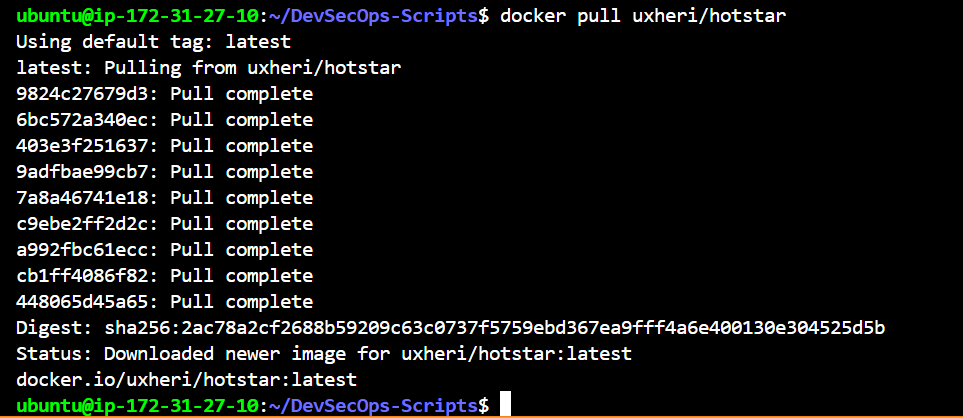 ubuntu@ip-172-31-27-10:~/DevSecOps-Scripts$ docker pull uxheri/hotstar
Using default tag: latest
latest: Pulling from uxheri/hotstar
9824c27679d3: Pull complete
6bc572a340ec: Pull complete
403e3f251637: Pull complete
9adfbae99cb7: Pull complete
7a8a46741e18: Pull complete
c9ebe2ff2d2c: Pull complete
a992fbc61ecc: Pull complete
cb1ff4086f82: Pull complete
448065d45a65: Pull complete
Digest: sha256:2ac78a2cf2688b59209c63c0737f5759ebd367ea9fff4a6e400130e304525d5b
Status: Downloaded newer image for uxheri/hotstar:latest
docker.io/uxheri/hotstar:latest
ubuntu@ip-172-31-27-10:~/DevSecOps-Scripts$